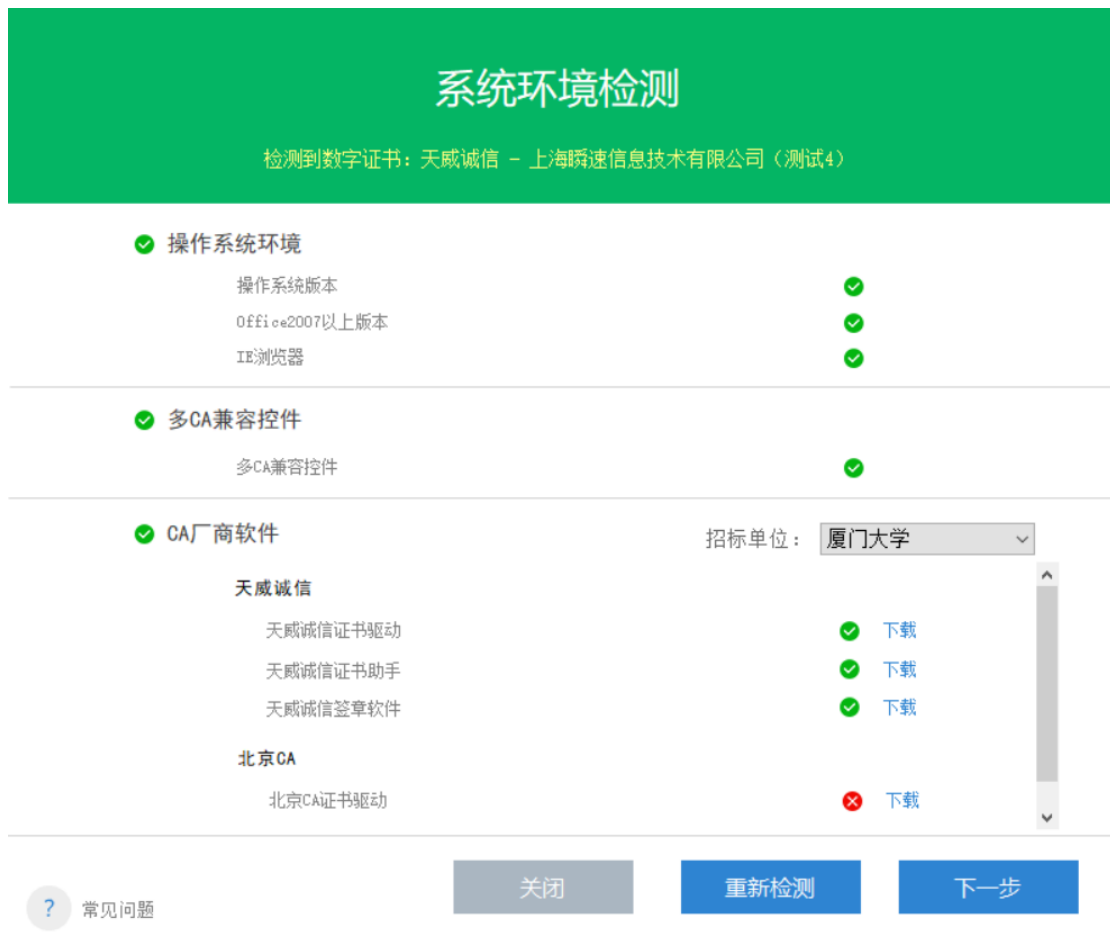 系统环境检测
检测到数字证书：天威诚信 - 上海瞬速信息技术有限公司（测试4）
操作系统环境
操作系统版本
Office2007以上版本
IE浏览器
多CA兼容控件
多CA兼容控件
CA厂商软件 招标单位： 厦门大学
天威诚信
天威诚信证书驱动 下载
天威诚信证书助手 下载
天威诚信签章软件 下载
北京CA
北京CA证书驱动 下载
? 常见问题 关闭 重新检测 下一步